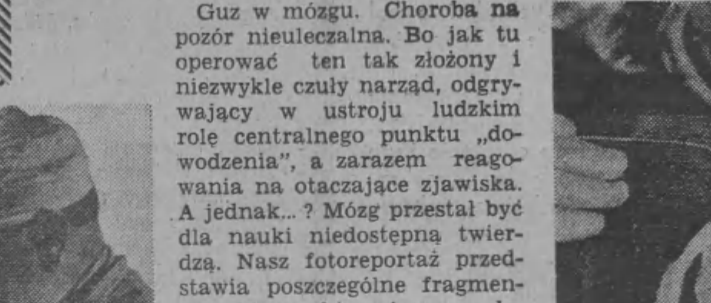 Guz w mózgu. Choroba na
pozór nieuleczalna. Bo jak tu
operować ten tak złożony i
niezwykle czuły narząd, odgry-
wający w ustroju ludzkim
rolę centralnego punktu „do-
wodzenia”, a zarazem reago-
wania na otaczające zjawiska.
A jednak... ? Mózg przestał być
dla nauki niedostępną twier-
dzą. Nasz fotoreportaż przed-
stawia poszczególne fragmen-